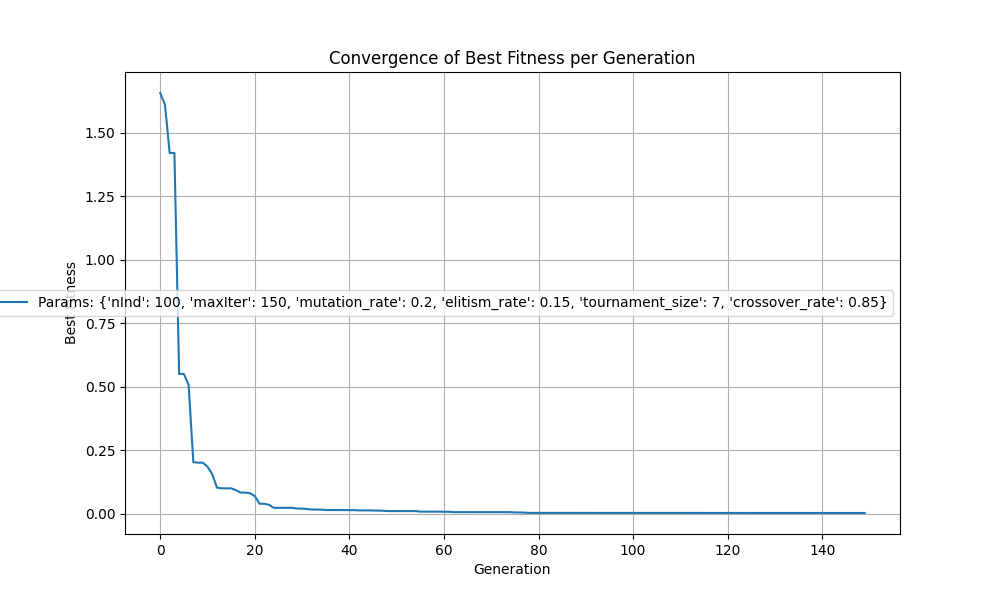 Convergence of Best Fitness per Generation
1.50
1.25
1.00
0.75
0.50
0.25
0.00
Best Fitness
Params: {'nInd': 100, 'maxIter': 150, 'mutation_rate': 0.2, 'elitism_rate': 0.15, 'tournament_size': 7, 'crossover_rate': 0.85}
0 20 40 60 80 100 120 140
Generation